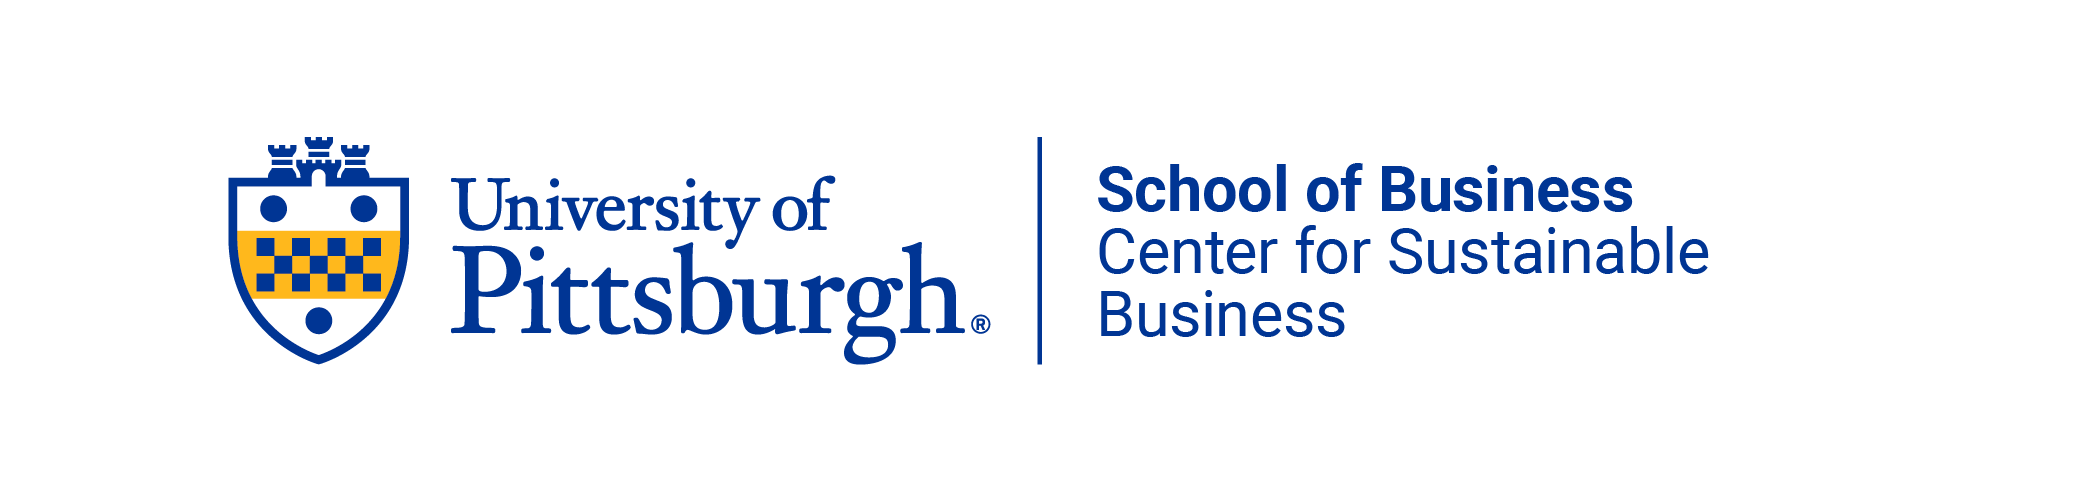 University of
Pittsburgh®
School of Business
Center for Sustainable
Business